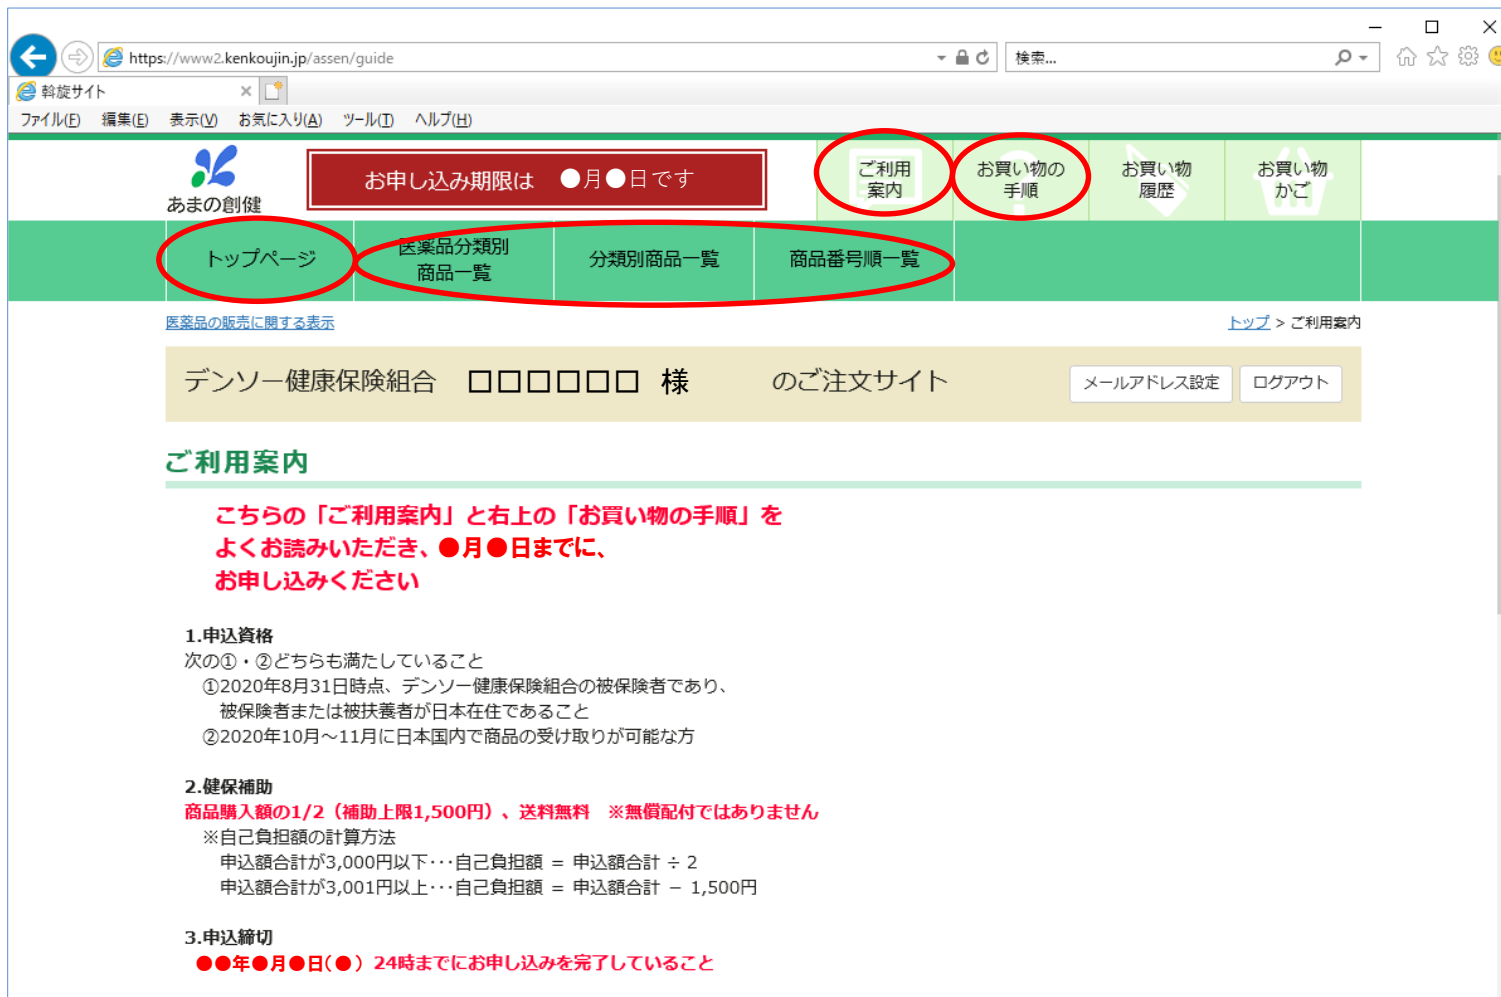 https://www2.kenkoujin.jp/assen/guide
検索...
斡旋サイト
ファイル(F) 編集(E) 表示(V) お気に入り(A) ツール(T) ヘルプ(H)
あまの創健
お申し込み期限は ●月●日です
ご利用
案内
お買い物の
手順
お買い物
履歴
お買い物
かご
トップページ
医薬品分類別
商品一覧
分類別商品一覧
商品番号順一覧
医薬品の販売に関する表示
トップ > ご利用案内
デンソー健康保険組合 □□□□□□ 様 のご注文サイト
メールアドレス設定
ログアウト
ご利用案内
こちらの「ご利用案内」と右上の「お買い物の手順」を
よくお読みいただき、●月●日までに、
お申し込みください
1.申込資格
次の①・②どちらも満たしていること
①2020年8月31日時点、デンソー健康保険組合の被保険者であり、
被保険者または被扶養者が日本在住であること
②2020年10月～11月に日本国内で商品の受け取りが可能な方
2.健保補助
商品購入額の1/2（補助上限1,500円）、送料無料 ※無償配付ではありません
※自己負担額の計算方法
申込額合計が3,000円以下･･･自己負担額 = 申込額合計 ÷ 2
申込額合計が3,001円以上･･･自己負担額 = 申込額合計 － 1,500円
3.申込締切
●●年●月●日(●) 24時までにお申し込みを完了していること